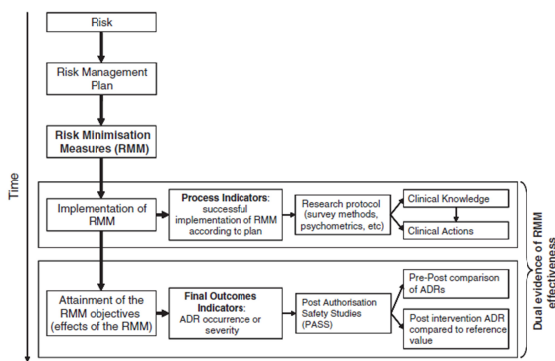 Risk
Risk Management
Plan
Risk Minimisation
Measures (RMM)
Time
Implementation of
RMM
Process Indicators:
successful
implementation of RMM
according to plan
Research protocol
(survey methods,
psychometrics, etc)
Clinical Knowledge
Clinical Actions
Attainment of the
RMM objectives
(effects of the RMM)
Final Outcomes
Indicators:
ADR occurrence or
severity
Post Authorisation
Safety Studies
(PASS)
Pre-Post comparison
of ADRs
Post intervention ADR
compared to reference
value
Dual evidence of RMM
effectiveness